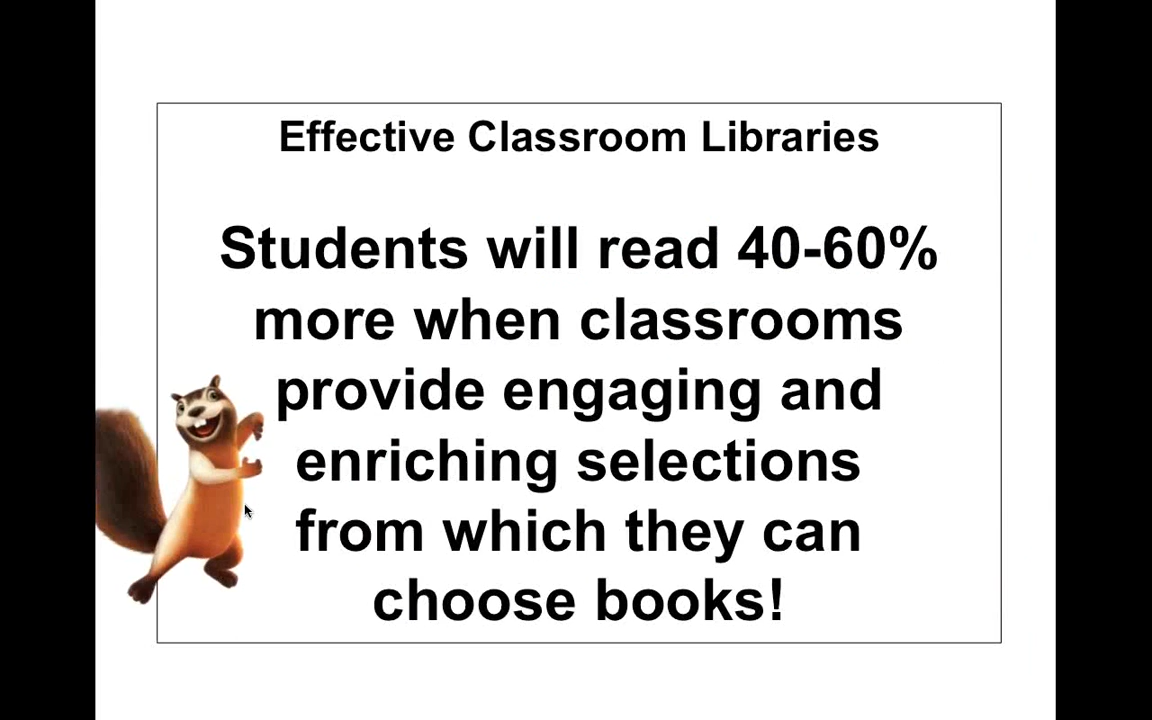 Effective Classroom Libraries
Students will read 40-60%
more when classrooms
provide engaging and
enriching selections
from which they can
choose books!